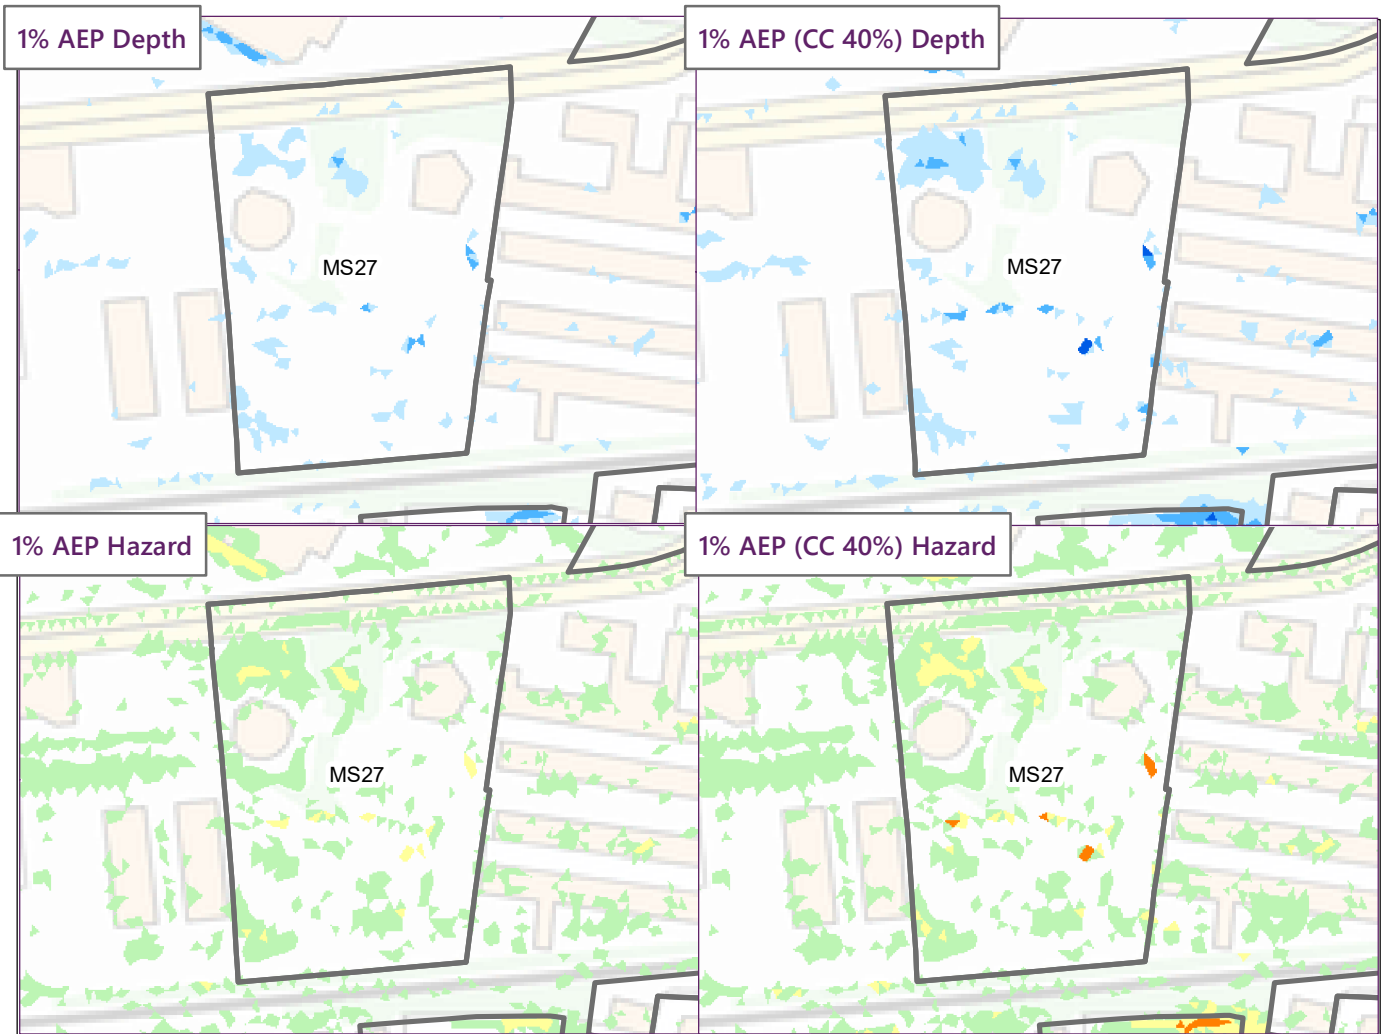 1% AEP Depth
1% AEP (CC 40%) Depth
MS27
MS27
1% AEP Hazard
1% AEP (CC 40%) Hazard
MS27
MS27